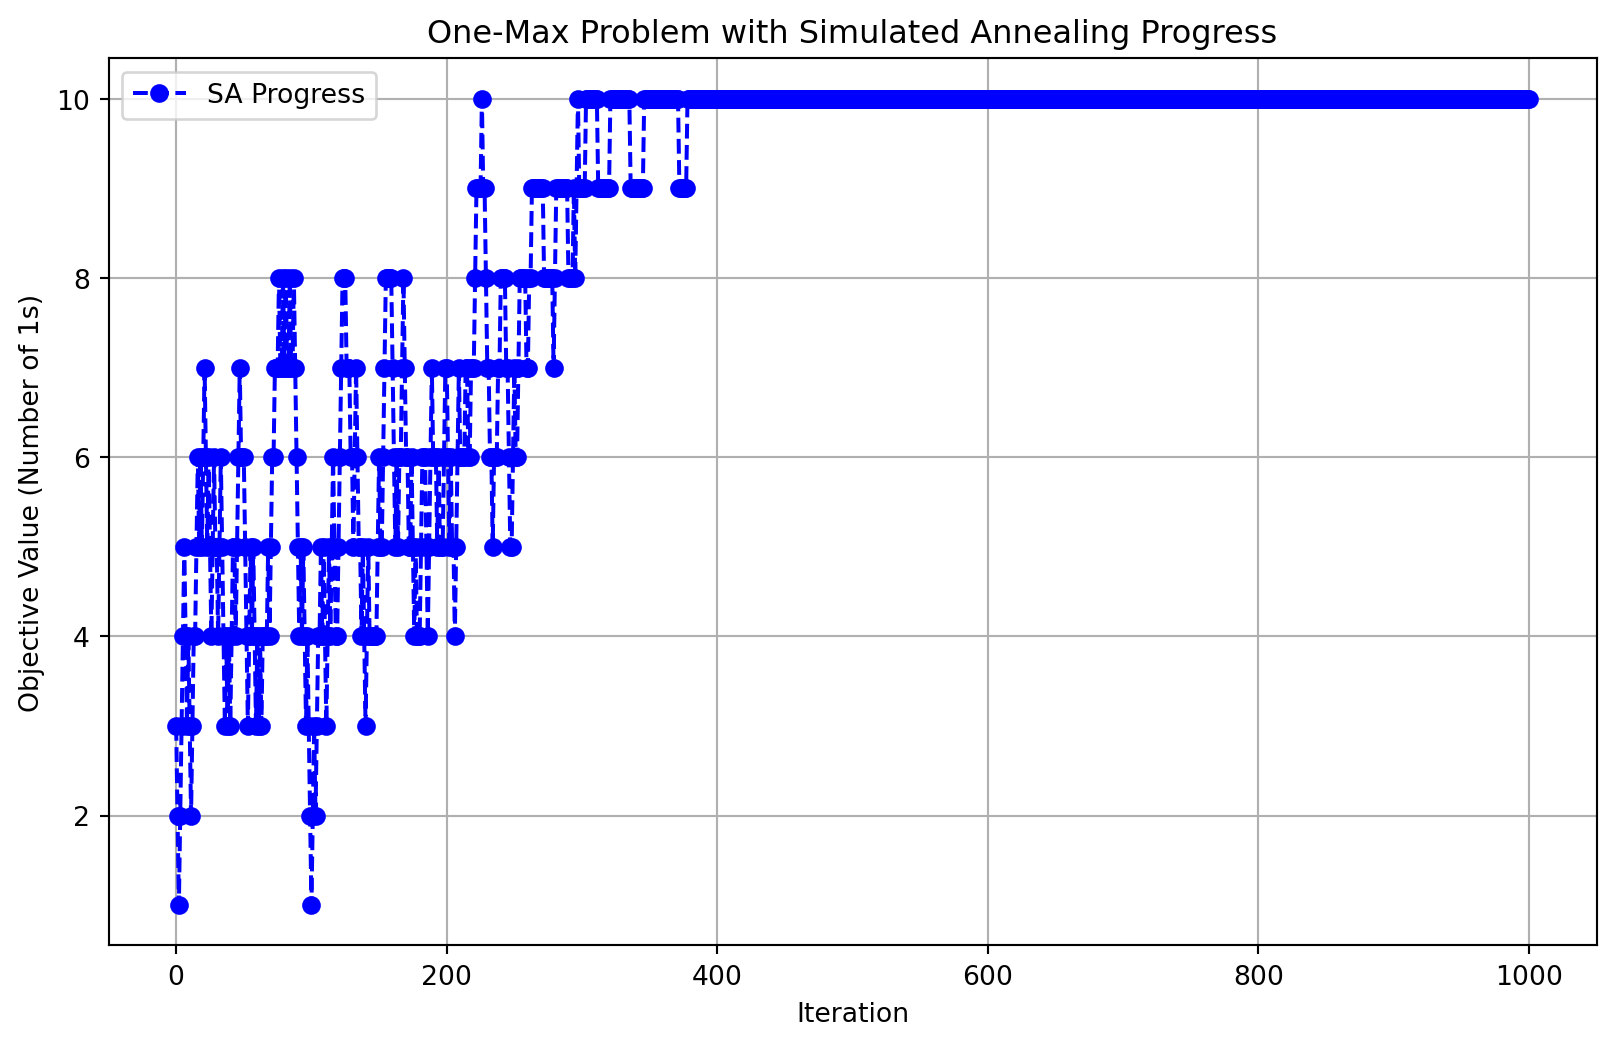 One-Max Problem with Simulated Annealing Progress
SA Progress
Objective Value (Number of 1s)
10
8
6
4
2
0 200 400 600 800 1000
Iteration